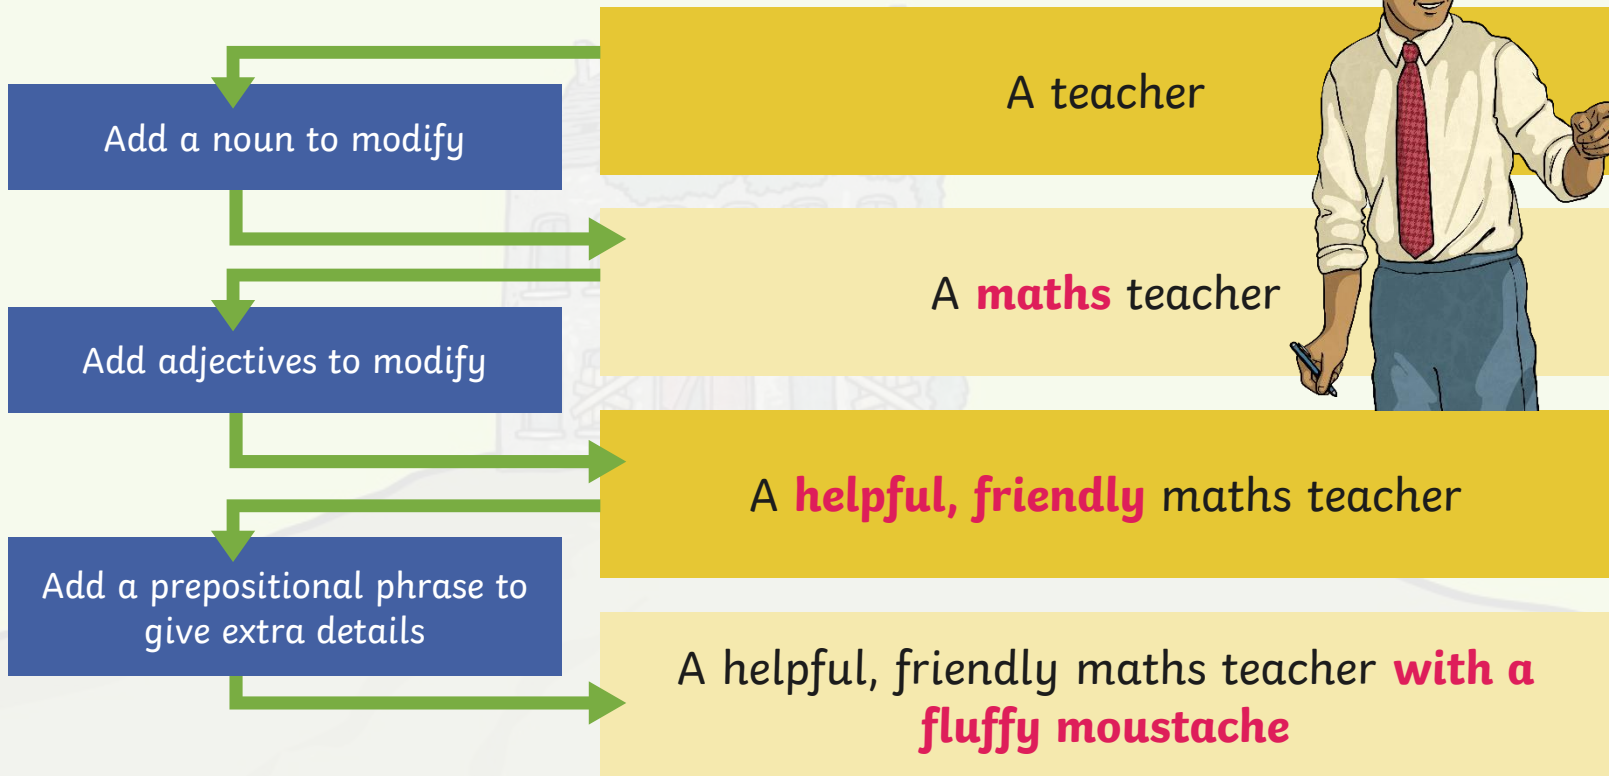 A teacher
Add a noun to modify
A maths teacher
Add adjectives to modify
A helpful, friendly maths teacher
Add a prepositional phrase to
give extra details
A helpful, friendly maths teacher with a
fluffy moustache